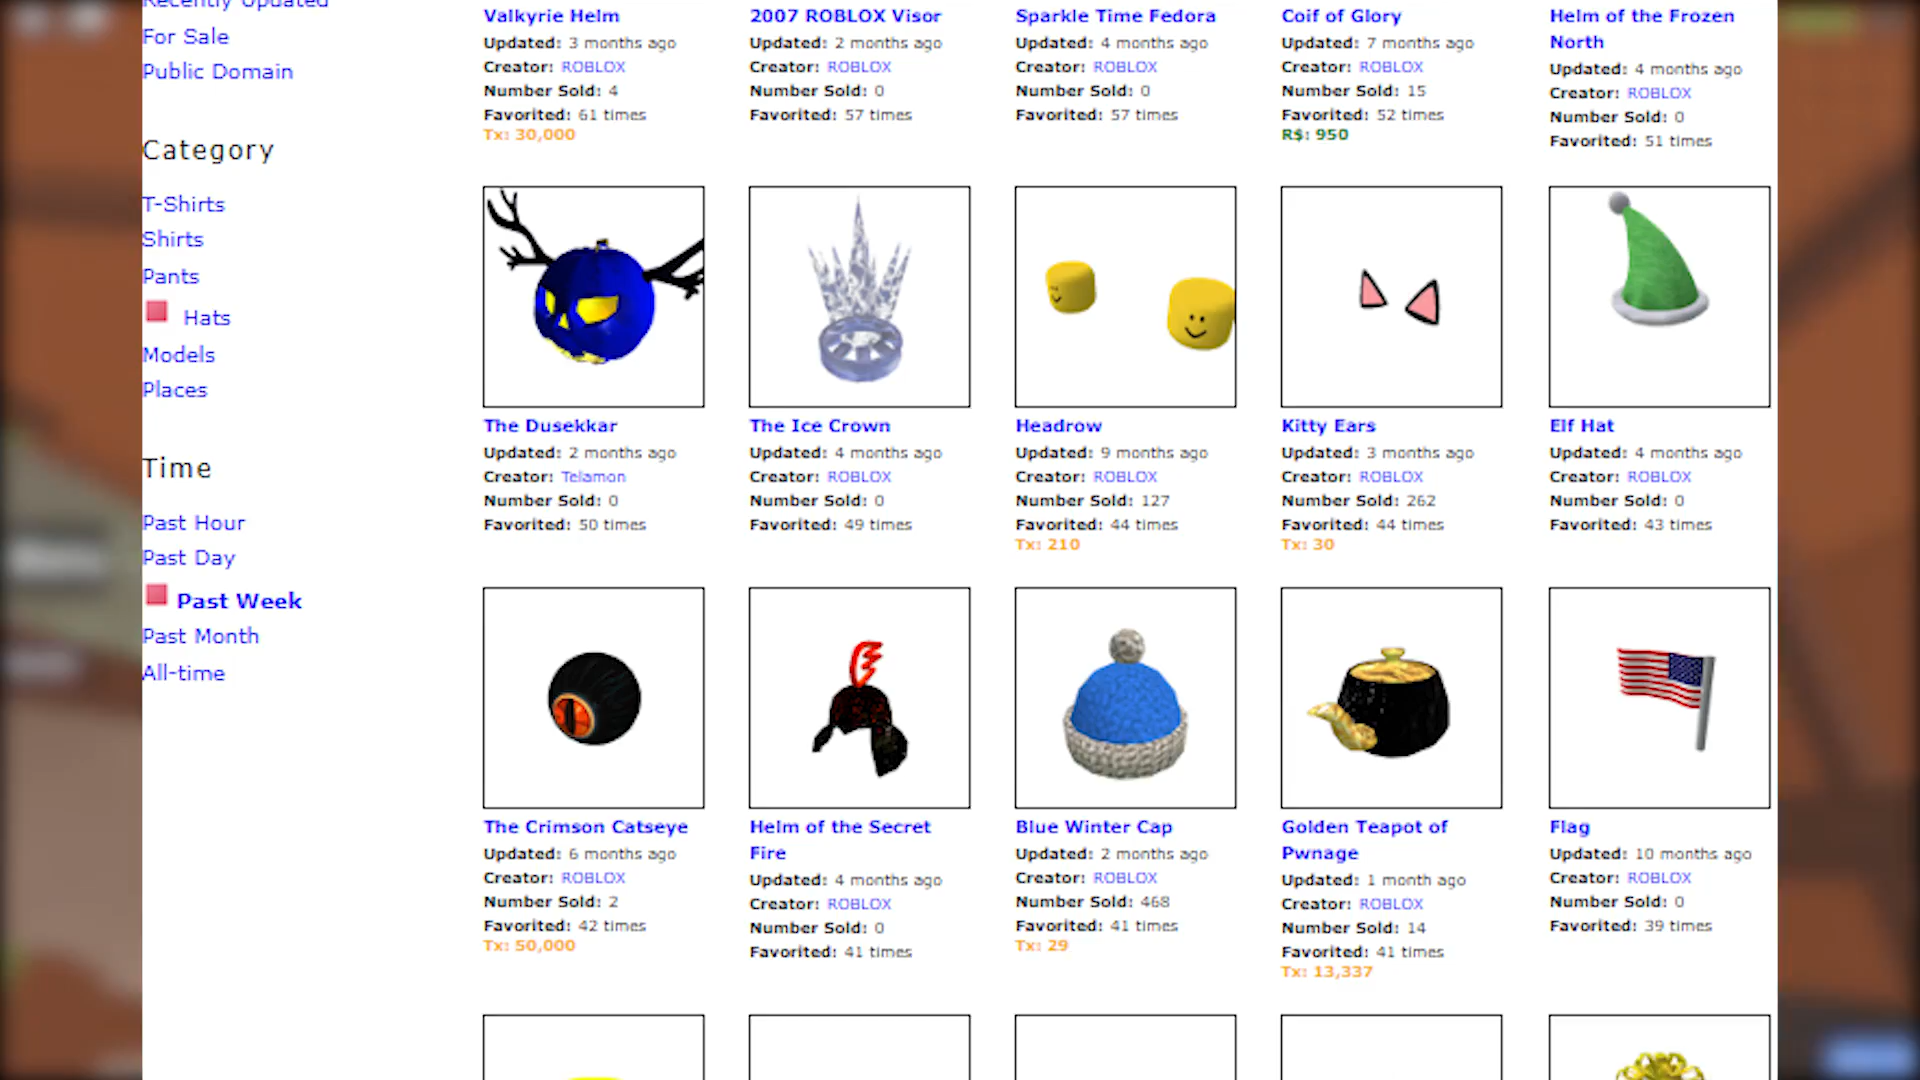 Recently Updated
For Sale
Public Domain
Category
T-Shirts
Shirts
Pants
Hats
Models
Places
Time
Past Hour
Past Day
Past Week
Past Month
All-time
Valkyrie Helm
Updated: 3 months ago
Creator: ROBLOX
Number Sold: 4
Favorited: 61 times
Tx: 30,000
2007 ROBLOX Visor
Updated: 2 months ago
Creator: ROBLOX
Number Sold: 0
Favorited: 57 times
Sparkle Time Fedora
Updated: 4 months ago
Creator: ROBLOX
Number Sold: 0
Favorited: 57 times
Coif of Glory
Updated: 7 months ago
Creator: ROBLOX
Number Sold: 15
Favorited: 52 times
R$: 950
Helm of the Frozen
North
Updated: 4 months ago
Creator: ROBLOX
Number Sold: 0
Favorited: 51 times
The Dusekkar
Updated: 2 months ago
Creator: Telamon
Number Sold: 0
Favorited: 50 times
The Ice Crown
Updated: 4 months ago
Creator: ROBLOX
Number Sold: 0
Favorited: 49 times
Headrow
Updated: 9 months ago
Creator: ROBLOX
Number Sold: 127
Favorited: 44 times
Tx: 210
Kitty Ears
Updated: 3 months ago
Creator: ROBLOX
Number Sold: 262
Favorited: 44 times
Tx: 30
Elf Hat
Updated: 4 months ago
Creator: ROBLOX
Number Sold: 0
Favorited: 43 times
The Crimson Catseye
Updated: 6 months ago
Creator: ROBLOX
Number Sold: 2
Favorited: 42 times
Tx: 50,000
Helm of the Secret
Fire
Updated: 4 months ago
Creator: ROBLOX
Number Sold: 0
Favorited: 41 times
Blue Winter Cap
Updated: 2 months ago
Creator: ROBLOX
Number Sold: 468
Favorited: 41 times
Tx: 29
Golden Teapot of
Pwnage
Updated: 1 month ago
Creator: ROBLOX
Number Sold: 14
Favorited: 41 times
Tx: 13,337
Flag
Updated: 10 months ago
Creator: ROBLOX
Number Sold: 0
Favorited: 39 times